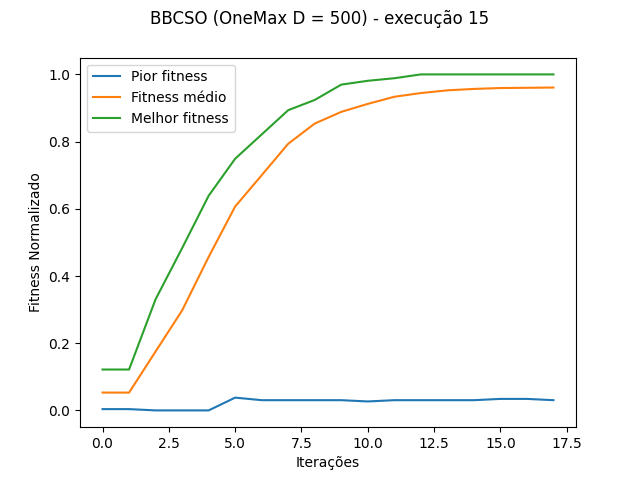 BBCSO (OneMax D = 500) - execução 15
Pior fitness
Fitness médio
Melhor fitness
Fitness Normalizado
1.0
0.8
0.6
0.4
0.2
0.0
0.0 2.5 5.0 7.5 10.0 12.5 15.0 17.5
Iterações